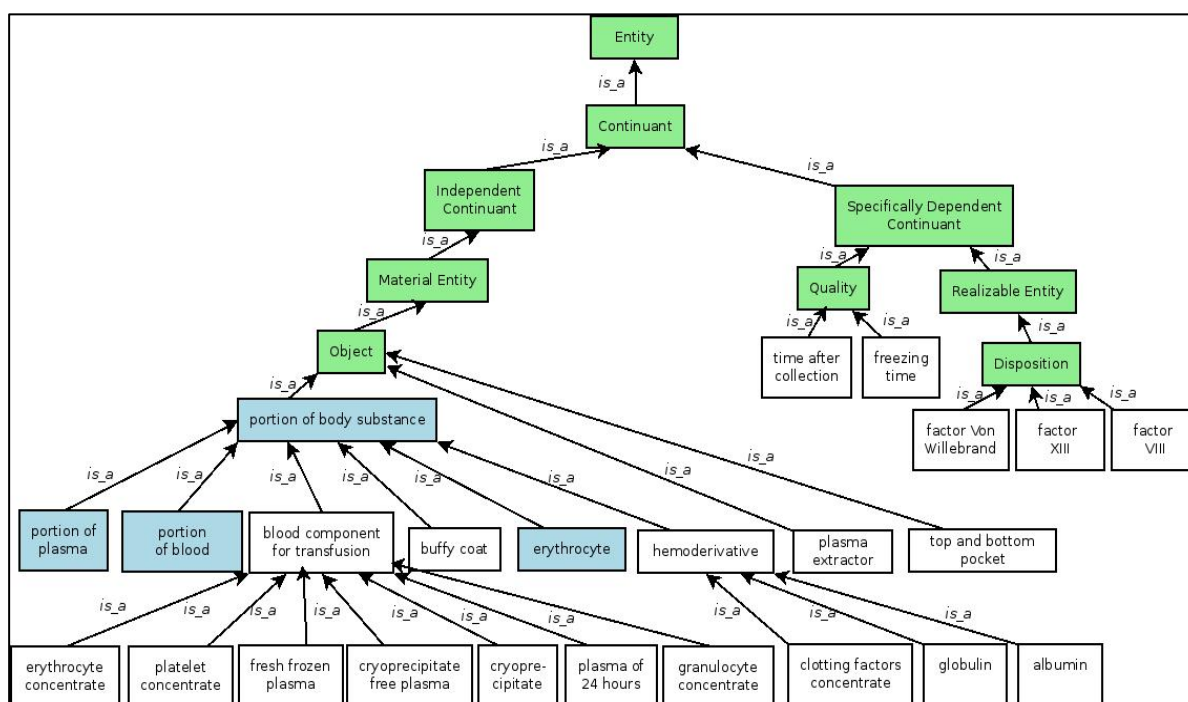 Entity
is_a
Continuant
is_a
is_a
Independent
Continuant
Specifically Dependent
Continuant
is_a
is_a
is_a
Material Entity
Quality
Realizable Entity
is_a
is_a
is_a
is_a
Object
time after
collection
freezing
time
Disposition
is_a
is_a
is_a
is_a
portion of body substance
factor Von
Willebrand
factor
XIII
factor
VIII
is_a
is_a
is_a
is_a
is_a
is_a
is_a
is_a
portion of
plasma
portion
of blood
blood component
for transfusion
buffy coat
erythrocyte
hemoderivative
plasma
extractor
top and bottom
pocket
is_a
is_a
is_a
is_a
is_a
is_a
is_a
is_a
is_a
is_a
erythrocyte
concentrate
platelet
concentrate
fresh frozen
plasma
cryoprecipitate
free plasma
cryopre-
cipitate
plasma of
24 hours
granulocyte
concentrate
clotting factors
concentrate
globulin
albumin